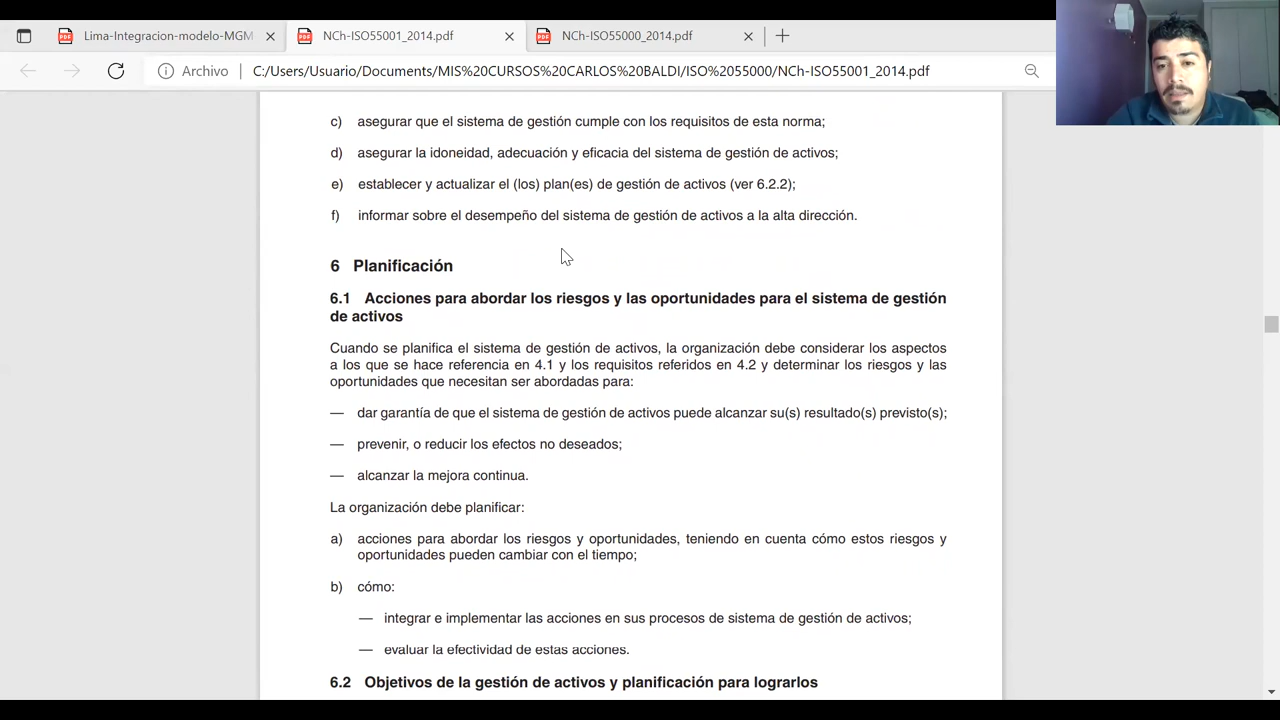 Lima-Integracion-modelo-MGM
NCh-ISO55001_2014.pdf
NCh-ISO55000_2014.pdf
Archivo
C:/Users/Usuario/Documents/MIS%20CURSOS%20CARLOS%20BALDI/ISO%2055000/NCh-ISO55001_2014.pdf
c) asegurar que el sistema de gestión cumple con los requisitos de esta norma;
d) asegurar la idoneidad, adecuación y eficacia del sistema de gestión de activos;
e) establecer y actualizar el (los) plan(es) de gestión de activos (ver 6.2.2);
f) informar sobre el desempeño del sistema de gestión de activos a la alta dirección.
6 Planificación
6.1 Acciones para abordar los riesgos y las oportunidades para el sistema de gestión
de activos
Cuando se planifica el sistema de gestión de activos, la organización debe considerar los aspectos
a los que se hace referencia en 4.1 y los requisitos referidos en 4.2 y determinar los riesgos y las
oportunidades que necesitan ser abordadas para:
— dar garantía de que el sistema de gestión de activos puede alcanzar su(s) resultado(s) previsto(s);
— prevenir, o reducir los efectos no deseados;
— alcanzar la mejora continua.
La organización debe planificar:
a) acciones para abordar los riesgos y oportunidades, teniendo en cuenta cómo estos riesgos y
oportunidades pueden cambiar con el tiempo;
b) cómo:
— integrar e implementar las acciones en sus procesos de sistema de gestión de activos;
— evaluar la efectividad de estas acciones.
6.2 Objetivos de la gestión de activos y planificación para lograrlos